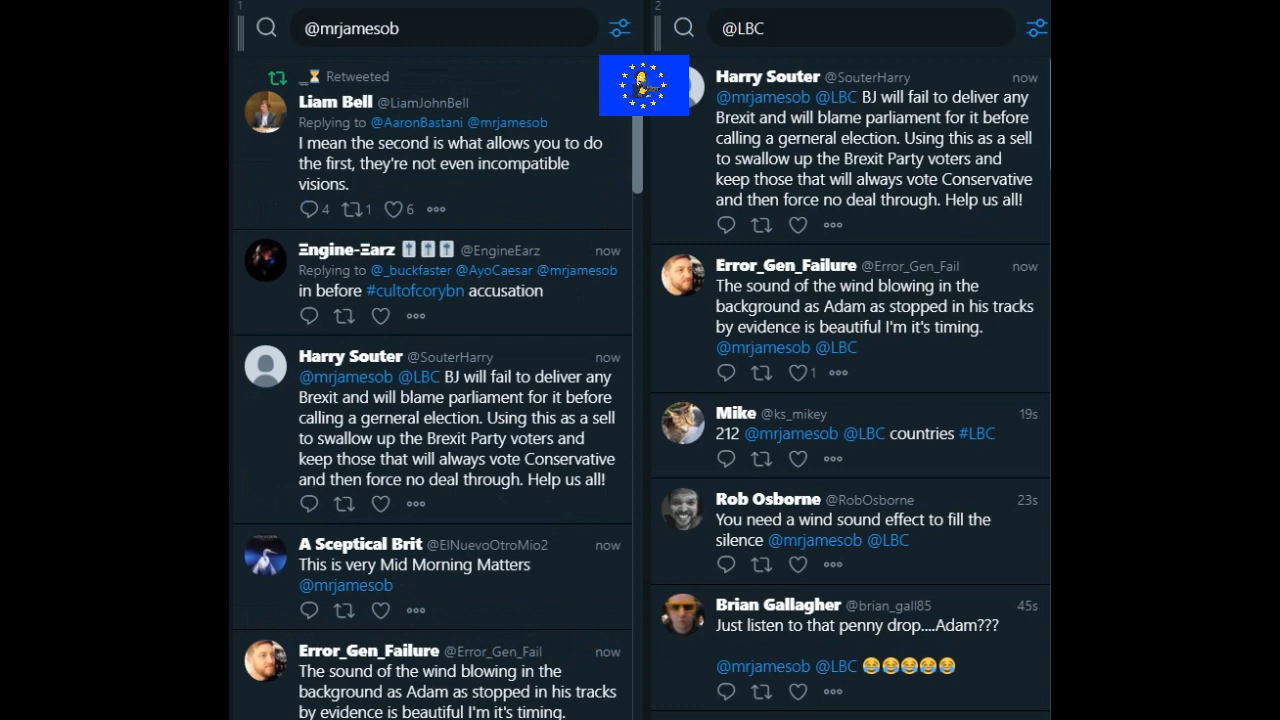 1
@mrjamesob
Retweeted
Liam Bell @LiamJohnBell
Replying to @AaronBastani @mrjamesob
I mean the second is what allows you to do
the first, they're not even incompatible
visions.
4 1 6
Ξngine-Ξarz ✝️✝️✝️ @EngineEarz now
Replying to @_buckfaster @AyoCaesar @mrjamesob
in before #cultofcorybn accusation
Harry Souter @SouterHarry now
@mrjamesob @LBC BJ will fail to deliver any
Brexit and will blame parliament for it before
calling a gerneral election. Using this as a sell
to swallow up the Brexit Party voters and
keep those that will always vote Conservative
and then force no deal through. Help us all!
A Sceptical Brit @ElNuevoOtroMio2 now
This is very Mid Morning Matters
@mrjamesob
Error_Gen_Failure @Error_Gen_Fail now
The sound of the wind blowing in the
background as Adam as stopped in his tracks
by evidence is beautiful I'm it's timing.
2
@LBC
Harry Souter @SouterHarry now
@mrjamesob @LBC BJ will fail to deliver any
Brexit and will blame parliament for it before
calling a gerneral election. Using this as a sell
to swallow up the Brexit Party voters and
keep those that will always vote Conservative
and then force no deal through. Help us all!
Error_Gen_Failure @Error_Gen_Fail now
The sound of the wind blowing in the
background as Adam as stopped in his tracks
by evidence is beautiful I'm it's timing.
@mrjamesob @LBC
1
Mike @ks_mikey 19s
212 @mrjamesob @LBC countries #LBC
Rob Osborne @RobOsborne 23s
You need a wind sound effect to fill the
silence @mrjamesob @LBC
Brian Gallagher @brian_gall85 45s
Just listen to that penny drop....Adam???
@mrjamesob @LBC 😂😂😂😂😂